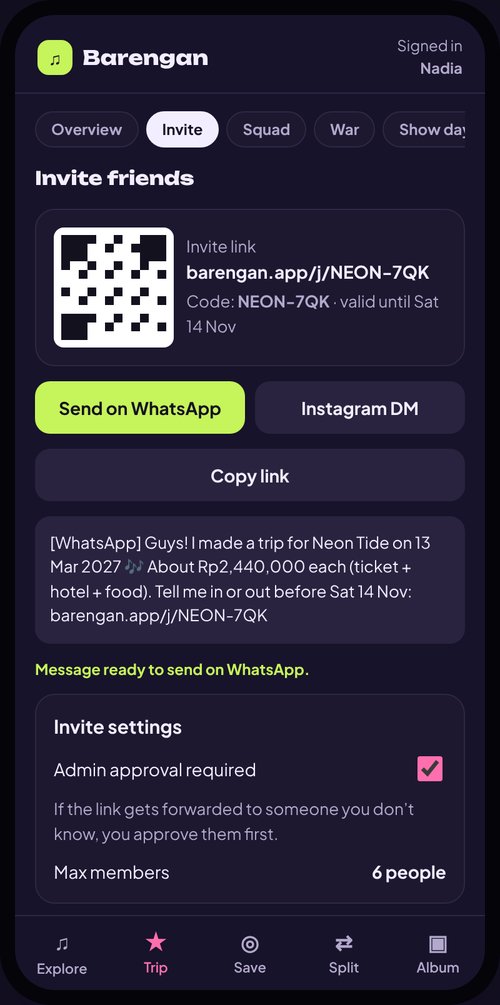 ♫ Barengan
Signed in
Nadia
Overview
Invite
Squad
War
Show day
Invite friends
Invite link
barengan.app/j/NEON-7QK
Code: NEON-7QK · valid until Sat
14 Nov
Send on WhatsApp
Instagram DM
Copy link
[WhatsApp] Guys! I made a trip for Neon Tide on 13
Mar 2027 🎶 About Rp2,440,000 each (ticket +
hotel + food). Tell me in or out before Sat 14 Nov:
barengan.app/j/NEON-7QK
Message ready to send on WhatsApp.
Invite settings
Admin approval required
If the link gets forwarded to someone you don't
know, you approve them first.
Max members
6 people
Explore
Trip
Save
Split
Album